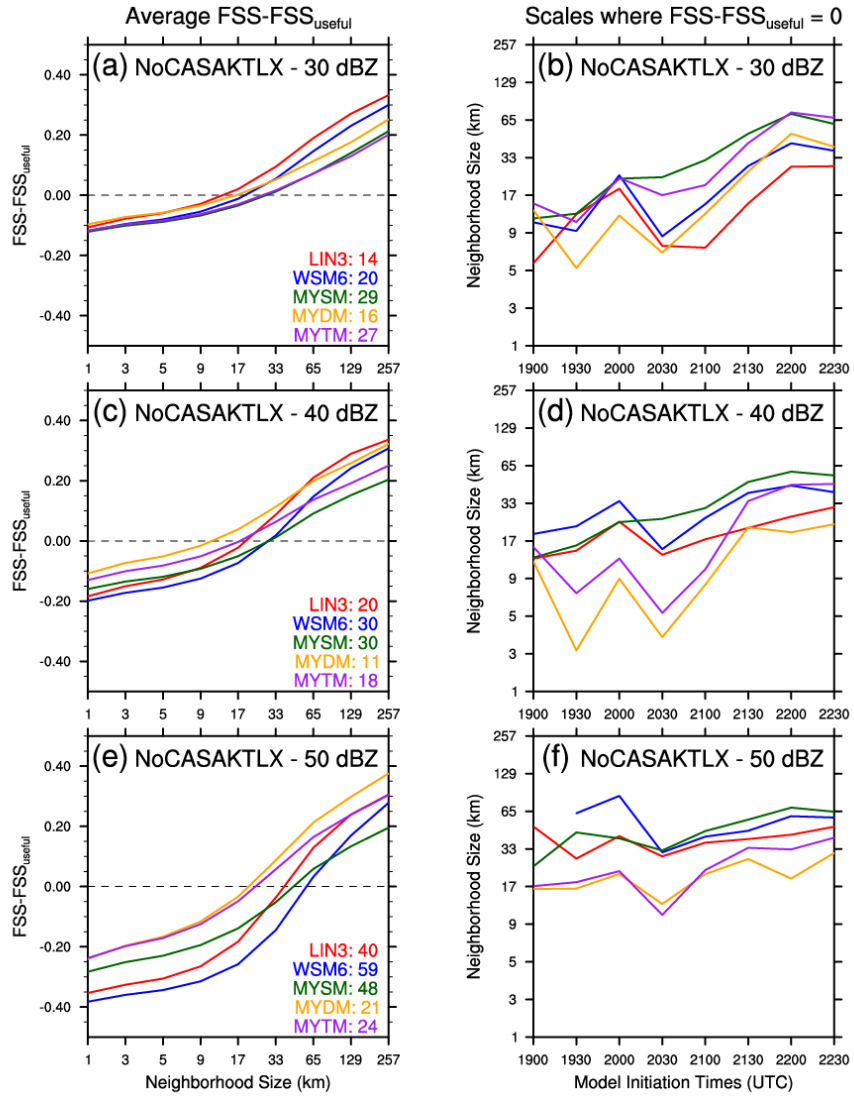 Average FSS-FSSuseful
Scales where FSS-FSSuseful = 0
(a) NoCASAKTLX - 30 dBZ
0.40
0.20
0.00
-0.20
-0.40
FSS-FSSuseful
LIN3: 14
WSM6: 20
MYSM: 29
MYDM: 16
MYTM: 27
1 3 5 9 17 33 65 129 257
(b) NoCASAKTLX - 30 dBZ
257
129
65
33
17
9
5
3
1
Neighborhood Size (km)
1900 1930 2000 2030 2100 2130 2200 2230
(c) NoCASAKTLX - 40 dBZ
0.40
0.20
0.00
-0.20
-0.40
FSS-FSSuseful
LIN3: 20
WSM6: 30
MYSM: 30
MYDM: 11
MYTM: 18
1 3 5 9 17 33 65 129 257
(d) NoCASAKTLX - 40 dBZ
257
129
65
33
17
9
5
3
1
Neighborhood Size (km)
1900 1930 2000 2030 2100 2130 2200 2230
(e) NoCASAKTLX - 50 dBZ
0.40
0.20
0.00
-0.20
-0.40
FSS-FSSuseful
LIN3: 40
WSM6: 59
MYSM: 48
MYDM: 21
MYTM: 24
1 3 5 9 17 33 65 129 257
Neighborhood Size (km)
(f) NoCASAKTLX - 50 dBZ
257
129
65
33
17
9
5
3
1
Neighborhood Size (km)
1900 1930 2000 2030 2100 2130 2200 2230
Model Initiation Times (UTC)